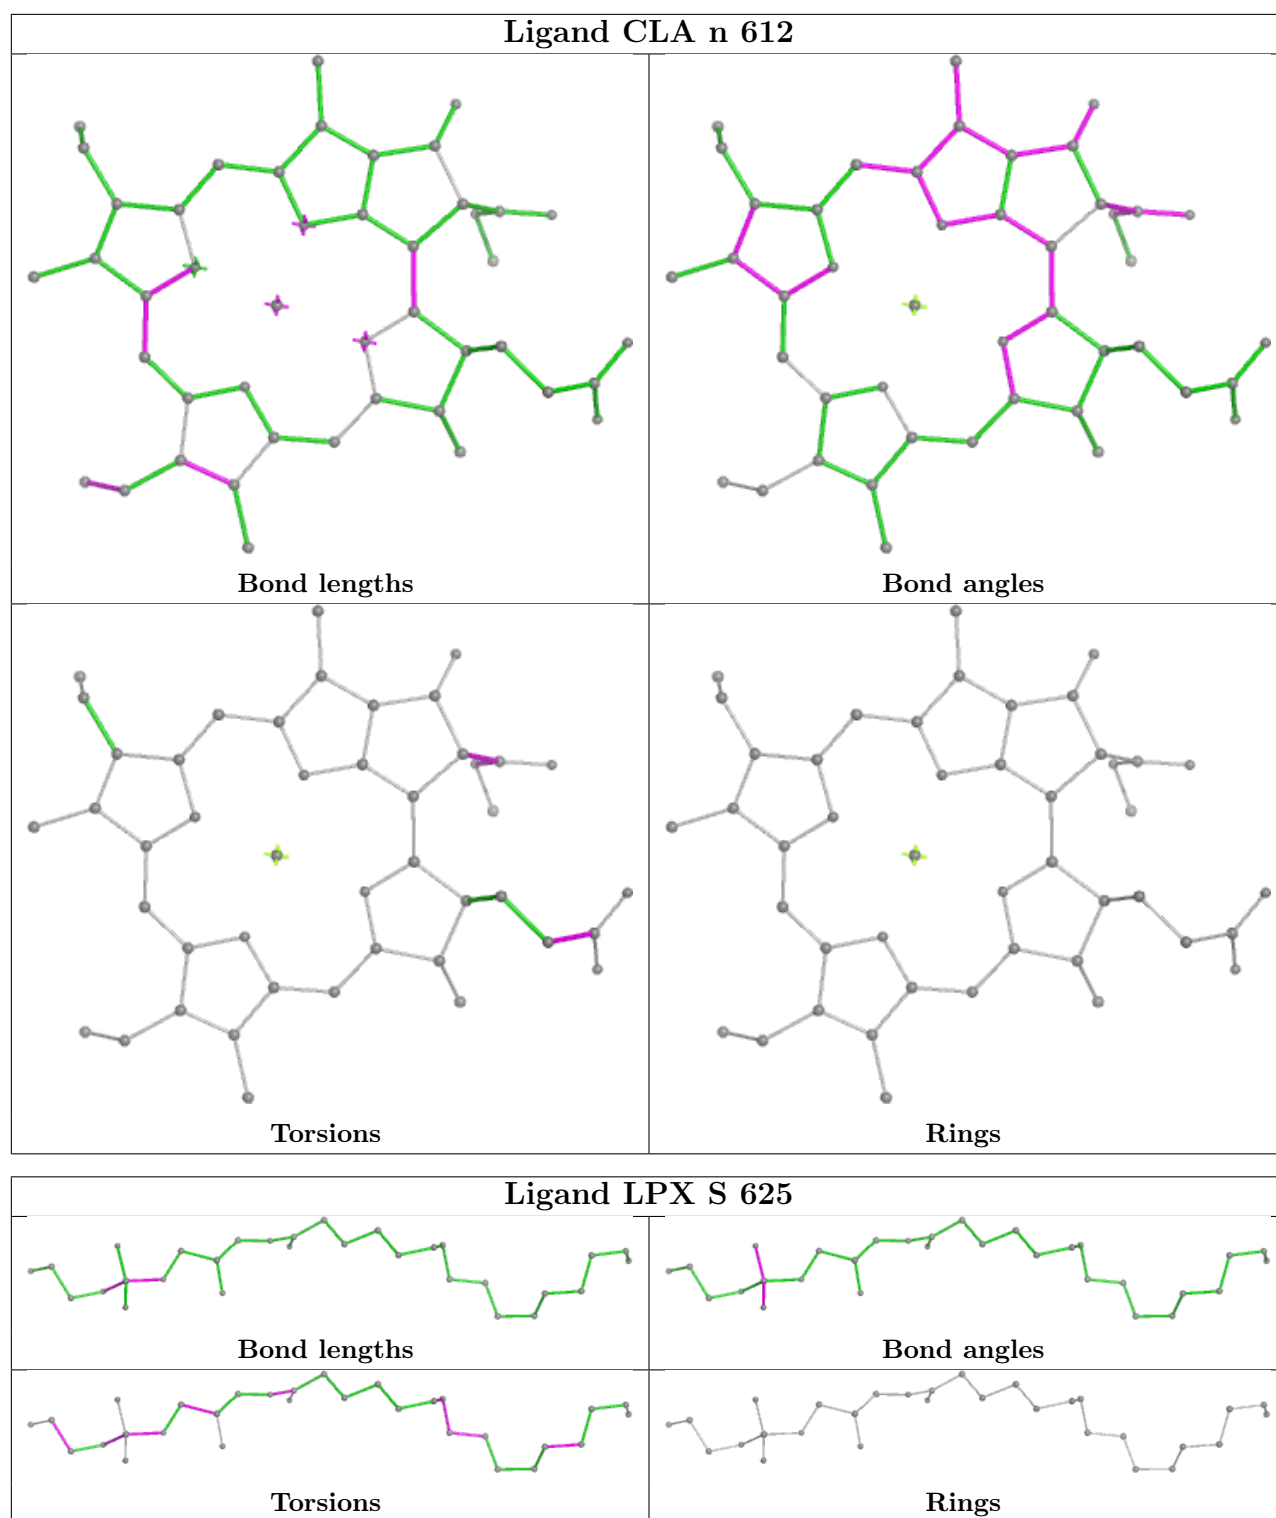 Ligand CLA n 612
Bond lengths
Bond angles
Torsions
Rings
Ligand LPX S 625
Bond lengths
Bond angles
Torsions
Rings